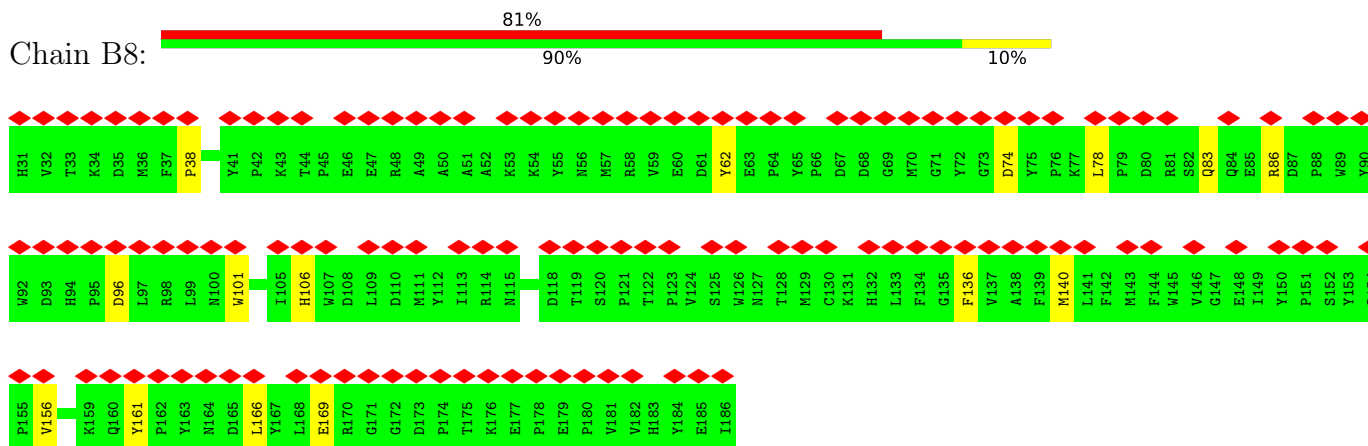 81%
Chain B8:
90% 10%
H31 V32 T33 K34 D35 M36 F37 P38 Y41 P42 K43 T44 P45 E46 E47 R48 A49 A50 A51 A52 K53 K54 Y55 N56 M57 R58 V59 E60 D61 Y62 E63 P64 Y65 P66 D67 D68 G69 M70 G71 Y72 G73 D74 Y75 P76 K77 L78 P79 D80 R81 S82 Q83 Q84 E85 R86 D87 P88 W89 Y90
W92 D93 H94 P95 D96 L97 R98 L99 N100 W101 I105 H106 W107 D108 L109 D110 M111 Y112 I113 R114 N115 D118 T119 S120 P121 T122 P123 V124 S125 W126 N127 T128 M129 C130 K131 H132 L133 F134 G135 F136 V137 A138 F139 M140 L141 F142 M143 F144 W145 V146 G147 E148 I149 Y150 P151 S152 Y153
P155 V156 K159 Q160 Y161 P162 Y163 N164 D165 L166 Y167 L168 E169 R170 G171 G172 D173 P174 T175 K176 E177 P178 E179 P180 V181 V182 H183 Y184 E185 I186